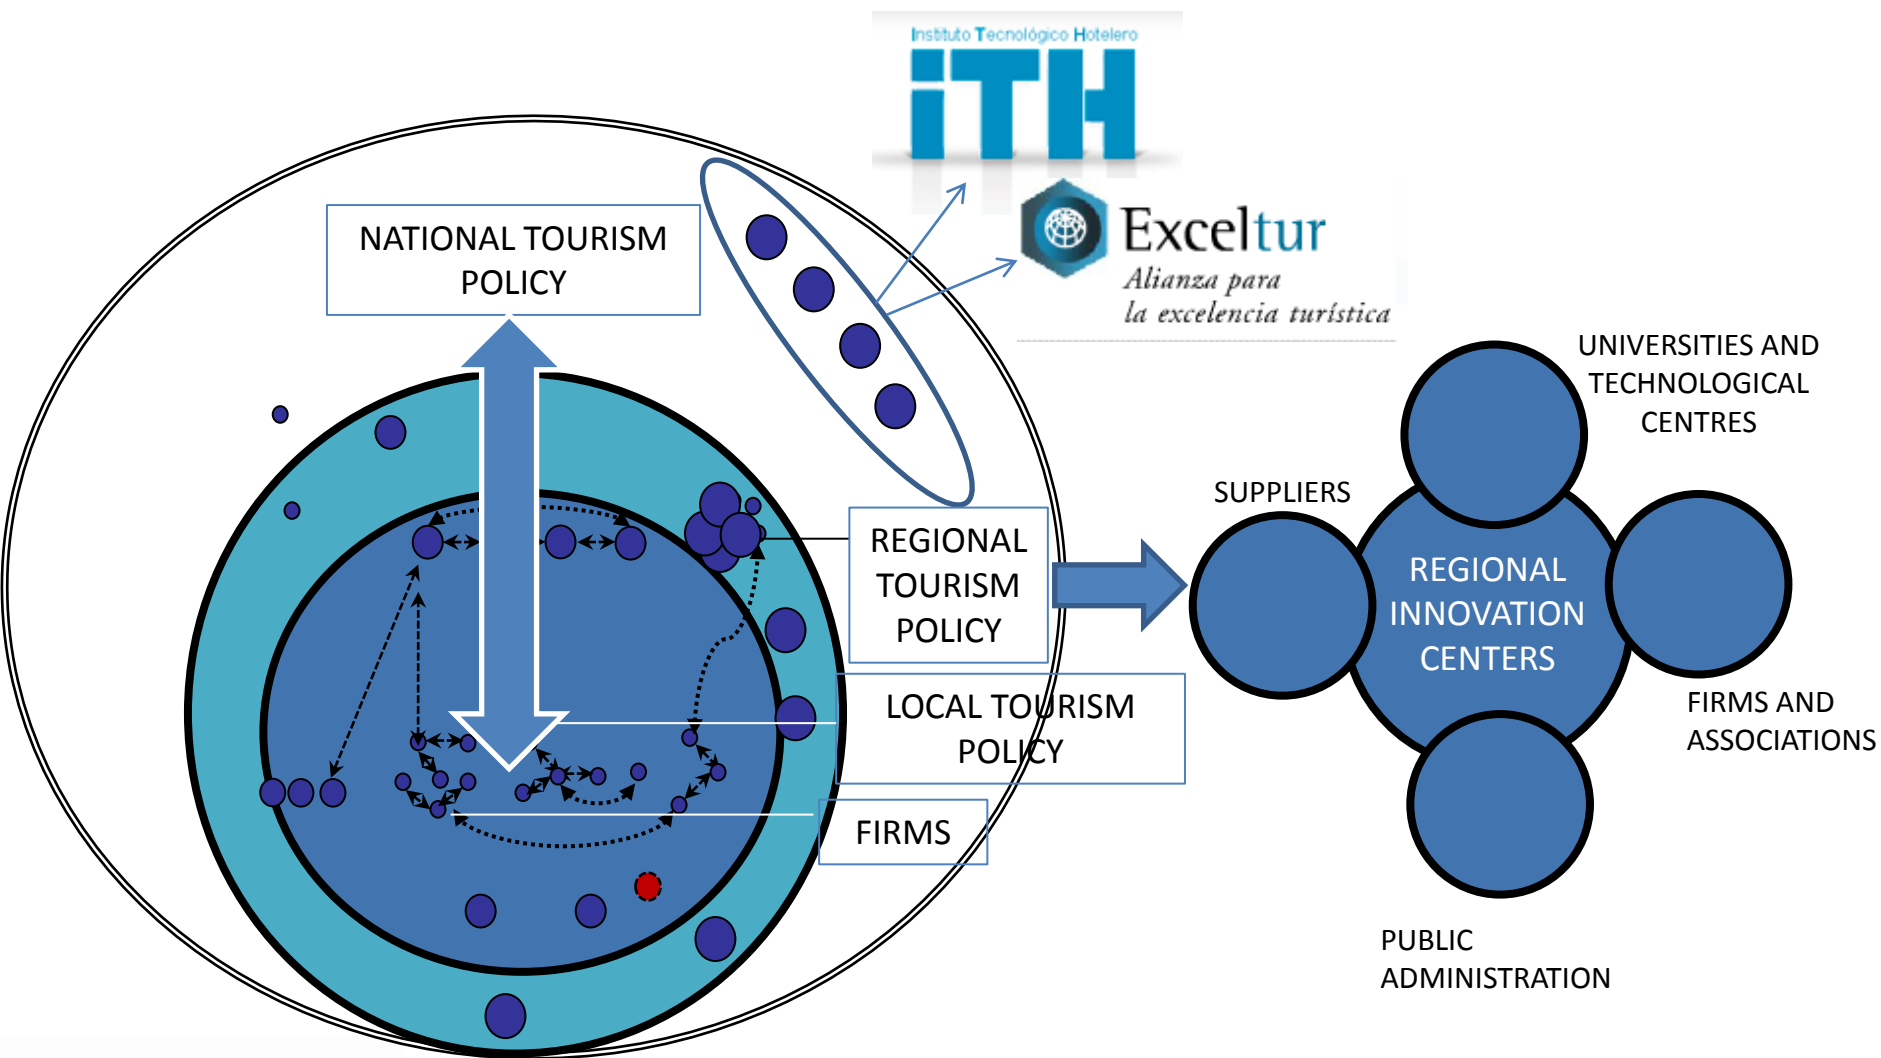 Instituto Tecnológico Hotelero
iTH
Exceltur
Alianza para
la excelencia turística
NATIONAL TOURISM
POLICY
REGIONAL
TOURISM
POLICY
LOCAL TOURISM
POLICY
FIRMS
UNIVERSITIES AND
TECHNOLOGICAL
CENTRES
SUPPLIERS
REGIONAL
INNOVATION
CENTERS
FIRMS AND
ASSOCIATIONS
PUBLIC
ADMINISTRATION